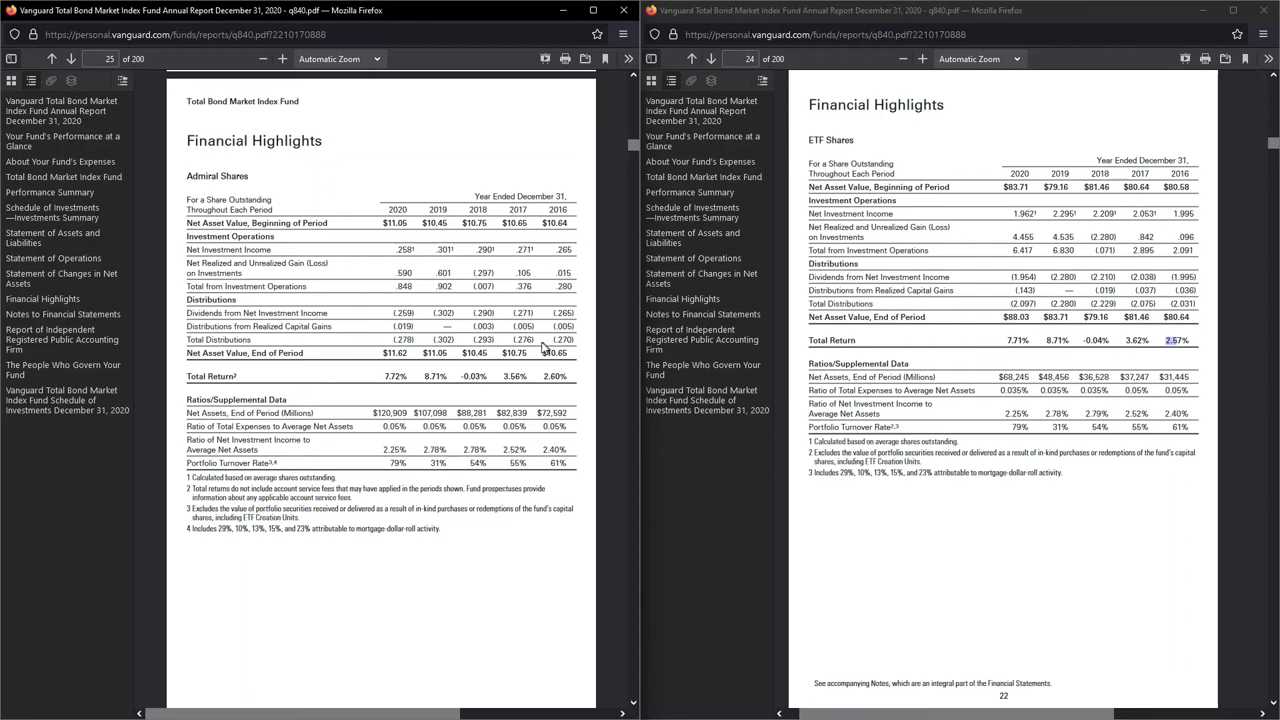 Vanguard Total Bond Market Index Fund Annual Report December 31, 2020 - q840.pdf — Mozilla Firefox
https://personal.vanguard.com/funds/reports/q840.pdf?2210170888
25 of 200
Automatic Zoom
Vanguard Total Bond Market
Index Fund Annual Report
December 31, 2020
Your Fund's Performance at a
Glance
About Your Fund's Expenses
Total Bond Market Index Fund
Performance Summary
Schedule of Investments
—Investments Summary
Statement of Assets and
Liabilities
Statement of Operations
Statement of Changes in Net
Assets
Financial Highlights
Notes to Financial Statements
Report of Independent
Registered Public Accounting
Firm
The People Who Govern Your
Fund
Vanguard Total Bond Market
Index Fund Schedule of
Investments December 31, 2020
Total Bond Market Index Fund
Financial Highlights
Admiral Shares
For a Share Outstanding Year Ended December 31,
Throughout Each Period 2020 2019 2018 2017 2016
Net Asset Value, Beginning of Period $11.05 $10.45 $10.75 $10.65 $10.64
Investment Operations
Net Investment Income .258¹ .301¹ .290¹ .271¹ .265
Net Realized and Unrealized Gain (Loss)
on Investments .590 .601 (.297) .105 .015
Total from Investment Operations .848 .902 (.007) .376 .280
Distributions
Dividends from Net Investment Income (.259) (.302) (.290) (.271) (.265)
Distributions from Realized Capital Gains (.019) — (.003) (.005) (.005)
Total Distributions (.278) (.302) (.293) (.276) (.270)
Net Asset Value, End of Period $11.62 $11.05 $10.45 $10.75 $10.65
Total Return² 7.72% 8.71% -0.03% 3.56% 2.60%
Ratios/Supplemental Data
Net Assets, End of Period (Millions) $120,909 $107,098 $88,281 $82,839 $72,592
Ratio of Total Expenses to Average Net Assets 0.05% 0.05% 0.05% 0.05% 0.05%
Ratio of Net Investment Income to
Average Net Assets 2.25% 2.78% 2.78% 2.52% 2.40%
Portfolio Turnover Rate³,⁴ 79% 31% 54% 55% 61%
1 Calculated based on average shares outstanding.
2 Total returns do not include account service fees that may have applied in the periods shown. Fund prospectuses provide
information about any applicable account service fees.
3 Excludes the value of portfolio securities received or delivered as a result of in-kind purchases or redemptions of the fund's capital
shares, including ETF Creation Units.
4 Includes 29%, 10%, 13%, 15%, and 23% attributable to mortgage-dollar-roll activity.
Vanguard Total Bond Market Index Fund Annual Report December 31, 2020 - q840.pdf — Mozilla Firefox
https://personal.vanguard.com/funds/reports/q840.pdf?2210170888
24 of 200
Automatic Zoom
Vanguard Total Bond Market
Index Fund Annual Report
December 31, 2020
Your Fund's Performance at a
Glance
About Your Fund's Expenses
Total Bond Market Index Fund
Performance Summary
Schedule of Investments
—Investments Summary
Statement of Assets and
Liabilities
Statement of Operations
Statement of Changes in Net
Assets
Financial Highlights
Notes to Financial Statements
Report of Independent
Registered Public Accounting
Firm
The People Who Govern Your
Fund
Vanguard Total Bond Market
Index Fund Schedule of
Investments December 31, 2020
Financial Highlights
ETF Shares
For a Share Outstanding Year Ended December 31,
Throughout Each Period 2020 2019 2018 2017 2016
Net Asset Value, Beginning of Period $83.71 $79.16 $81.46 $80.64 $80.58
Investment Operations
Net Investment Income 1.962¹ 2.295¹ 2.209¹ 2.053¹ 1.995
Net Realized and Unrealized Gain (Loss)
on Investments 4.455 4.535 (2.280) .842 .096
Total from Investment Operations 6.417 6.830 (.071) 2.895 2.091
Distributions
Dividends from Net Investment Income (1.954) (2.280) (2.210) (2.038) (1.995)
Distributions from Realized Capital Gains (.143) — (.019) (.037) (.036)
Total Distributions (2.097) (2.280) (2.229) (2.075) (2.031)
Net Asset Value, End of Period $88.03 $83.71 $79.16 $81.46 $80.64
Total Return 7.71% 8.71% -0.04% 3.62% 2.57%
Ratios/Supplemental Data
Net Assets, End of Period (Millions) $68,245 $48,456 $36,528 $37,247 $31,445
Ratio of Total Expenses to Average Net Assets 0.035% 0.035% 0.035% 0.05% 0.05%
Ratio of Net Investment Income to
Average Net Assets 2.25% 2.78% 2.79% 2.52% 2.40%
Portfolio Turnover Rate²,³ 79% 31% 54% 55% 61%
1 Calculated based on average shares outstanding.
2 Excludes the value of portfolio securities received or delivered as a result of in-kind purchases or redemptions of the fund's capital
shares, including ETF Creation Units.
3 Includes 29%, 10%, 13%, 15%, and 23% attributable to mortgage-dollar-roll activity.
See accompanying Notes, which are an integral part of the Financial Statements.
22